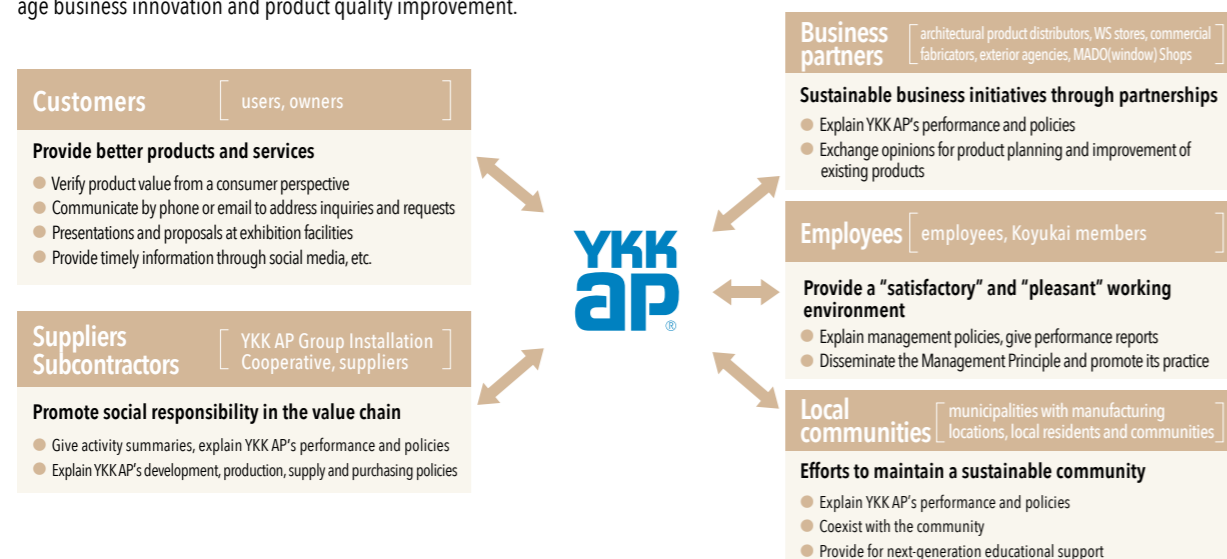 age business innovation and product quality improvement.
Customers
users, owners
Provide better products and services
● Verify product value from a consumer perspective
● Communicate by phone or email to address inquiries and requests
● Presentations and proposals at exhibition facilities
● Provide timely information through social media, etc.
Suppliers
Subcontractors
YKK AP Group Installation
Cooperative, suppliers
Promote social responsibility in the value chain
● Give activity summaries, explain YKK AP's performance and policies
● Explain YKK AP's development, production, supply and purchasing policies
YKK
ap®
Business
partners
architectural product distributors, WS stores, commercial
fabricators, exterior agencies, MADO(window) Shops
Sustainable business initiatives through partnerships
● Explain YKK AP's performance and policies
● Exchange opinions for product planning and improvement of
existing products
Employees
employees, Koyukai members
Provide a “satisfactory” and “pleasant” working
environment
● Explain management policies, give performance reports
● Disseminate the Management Principle and promote its practice
Local
communities
municipalities with manufacturing
locations, local residents and communities
Efforts to maintain a sustainable community
● Explain YKK AP's performance and policies
● Coexist with the community
● Provide for next-generation educational support